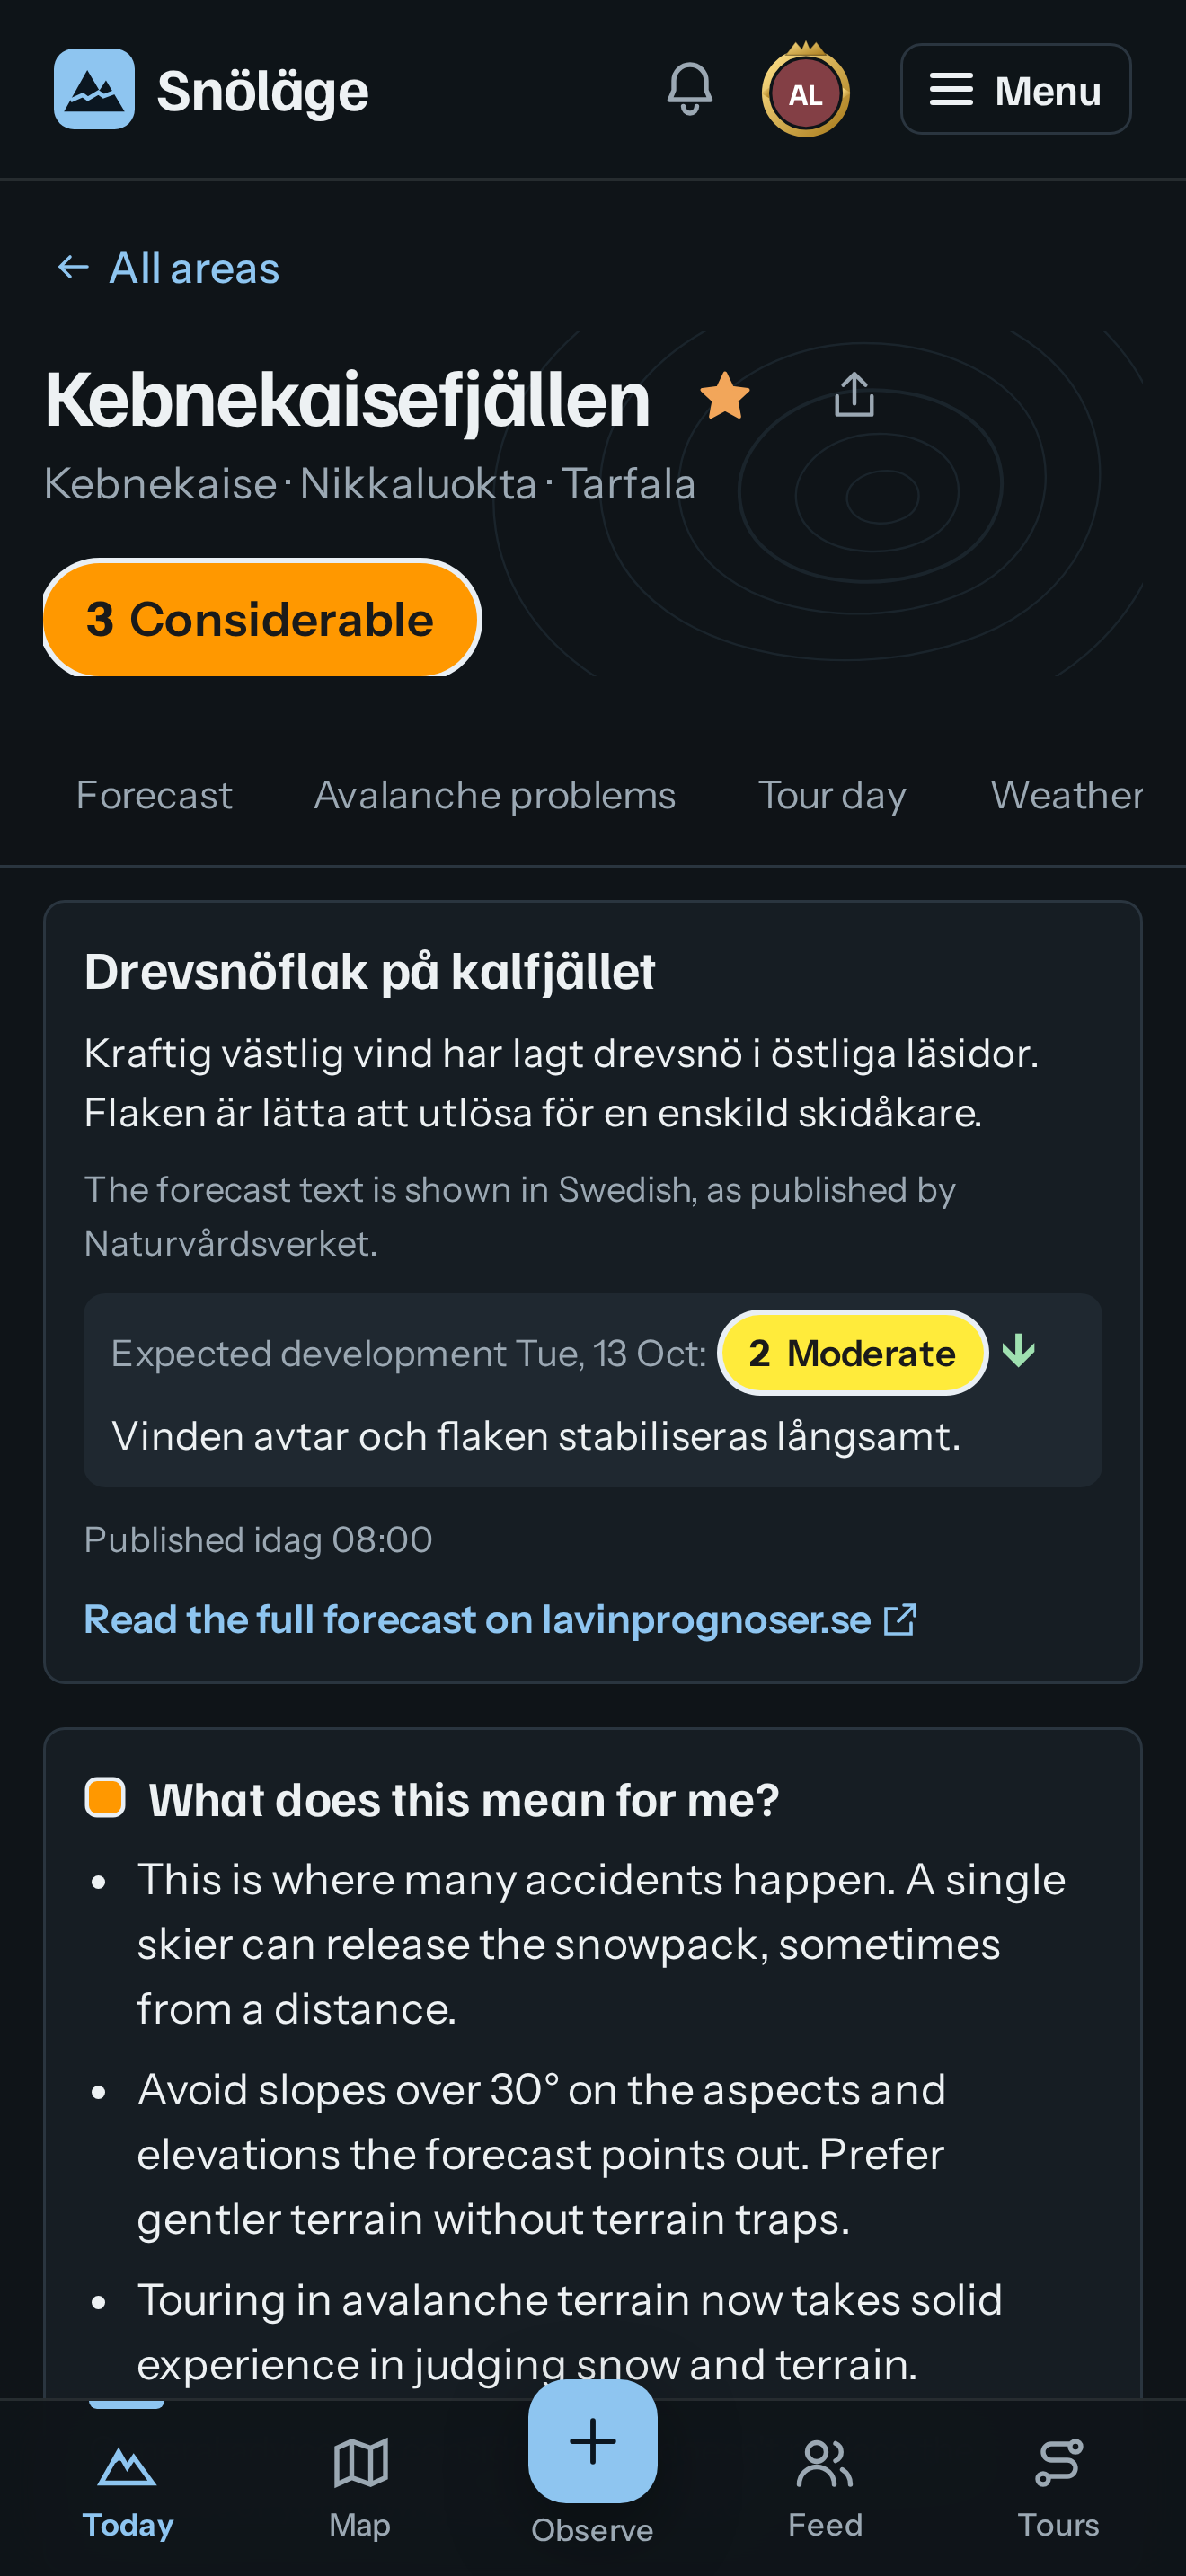 Snöläge
AL
Menu
← All areas
Kebnekaisefjällen
Kebnekaise · Nikkaluokta · Tarfala
3 Considerable
Forecast
Avalanche problems
Tour day
Weather
Drevsnöflak på kalfjället
Kraftig västlig vind har lagt drevsnö i östliga läsidor.
Flaken är lätta att utlösa för en enskild skidåkare.
The forecast text is shown in Swedish, as published by
Naturvårdsverket.
Expected development Tue, 13 Oct: 2 Moderate ↓
Vinden avtar och flaken stabiliseras långsamt.
Published idag 08:00
Read the full forecast on lavinprognoser.se
What does this mean for me?
• This is where many accidents happen. A single
skier can release the snowpack, sometimes
from a distance.
• Avoid slopes over 30° on the aspects and
elevations the forecast points out. Prefer
gentler terrain without terrain traps.
• Touring in avalanche terrain now takes solid
experience in judging snow and terrain.
Today
Map
Observe
Feed
Tours